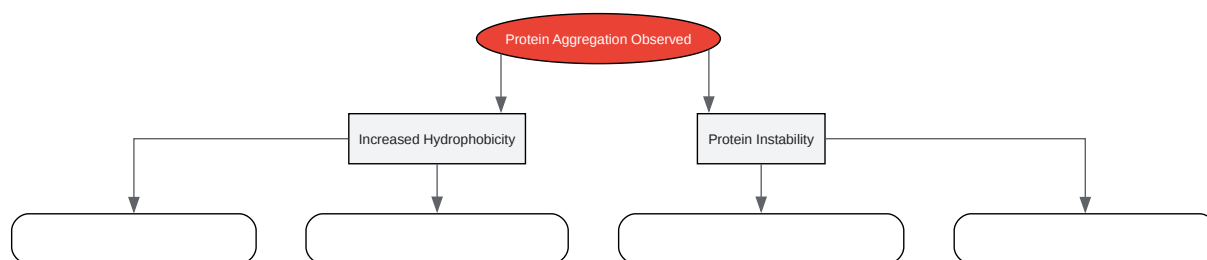 Protein Aggregation Observed
Increased Hydrophobicity
Protein Instability